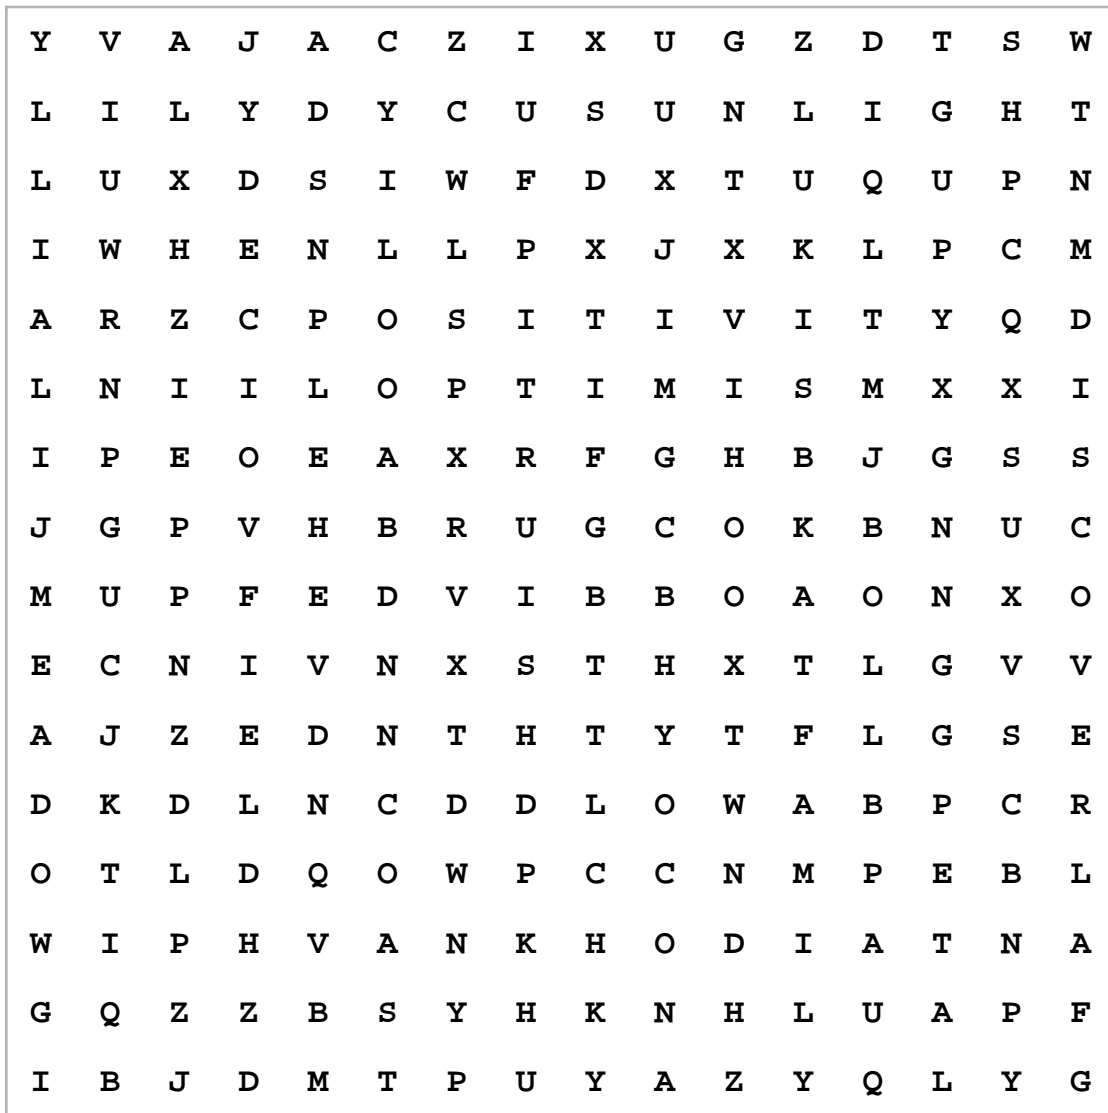 Y V A J A C Z I X U G Z D T S W
L I L Y D Y C U S U N L I G H T
L U X D S I W F D X T U Q U P N
I W H E N L L P X J X K L P C M
A R Z C P O S I T I V I T Y Q D
L N I I L O P T I M I S M X X I
I P E O E A X R F G H B J G S S
J G P V H B R U G C O K B N U C
M U P F E D V I B B O A O N X O
E C N I V N X S T H X T L G V V
A J Z E D N T H T Y T F L G S E
D K D L N C D D L O W A B P C R
O T L D Q O W P C C N M P E B L
W I P H V A N K H O D I A T N A
G Q Z Z B S Y H K N H L U A P F
I B J D M T P U Y A Z Y Q L Y G